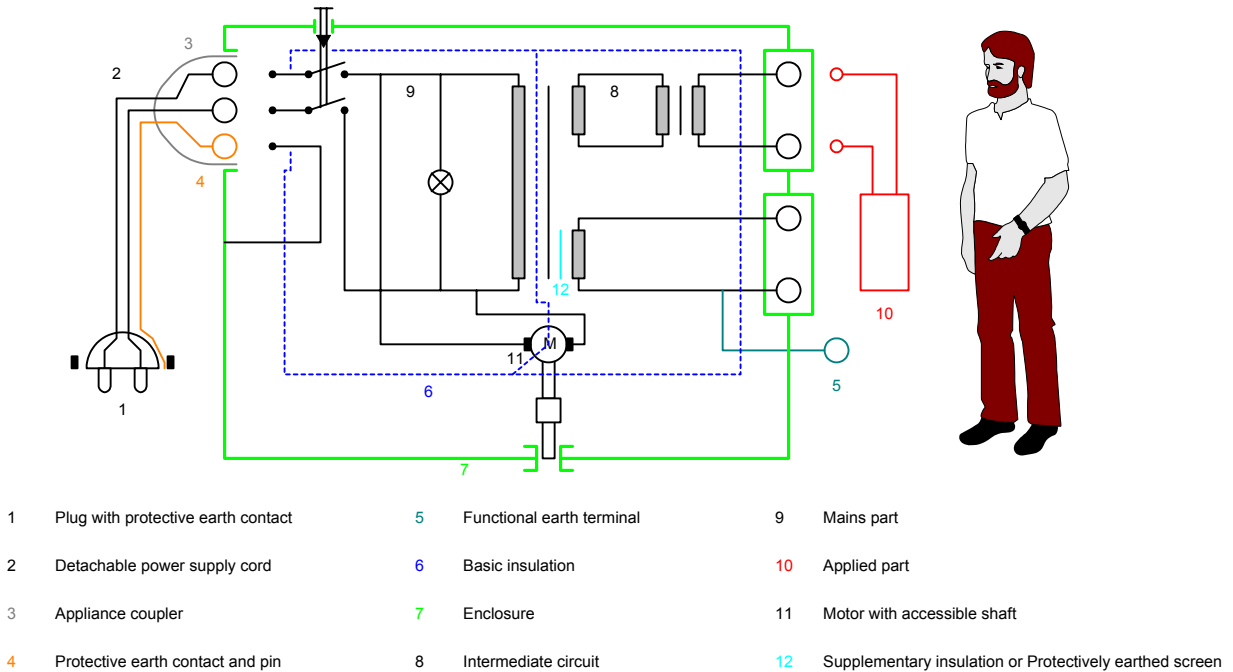 3
2
9
8
4
12
10
M
11
5
6
1
7
1 Plug with protective earth contact
5 Functional earth terminal
9 Mains part
2 Detachable power supply cord
6 Basic insulation
10 Applied part
3 Appliance coupler
7 Enclosure
11 Motor with accessible shaft
4 Protective earth contact and pin
8 Intermediate circuit
12 Supplementary insulation or Protectively earthed screen